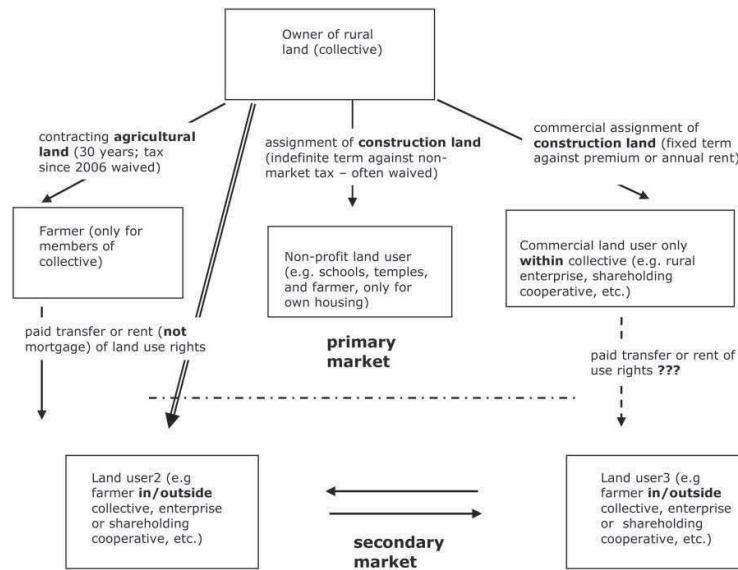 Owner of rural
land (collective)
contracting agricultural
land (30 years; tax
since 2006 waived)
assignment of construction land
(indefinite term against non-
market tax – often waived)
commercial assignment of
construction land (fixed term
against premium or annual rent)
Farmer (only for
members of
collective)
Non-profit land user
(e.g. schools, temples,
and farmer, only for
own housing)
Commercial land user only
within collective (e.g. rural
enterprise, shareholding
cooperative, etc.)
paid transfer or rent (not
mortgage) of land use rights
primary
market
paid transfer or rent of
use rights ???
Land user2 (e.g
farmer in/outside
collective, enterprise
or shareholding
cooperative, etc.)
Land user3 (e.g
farmer in/outside
collective, enterprise
or shareholding
cooperative, etc.)
secondary
market